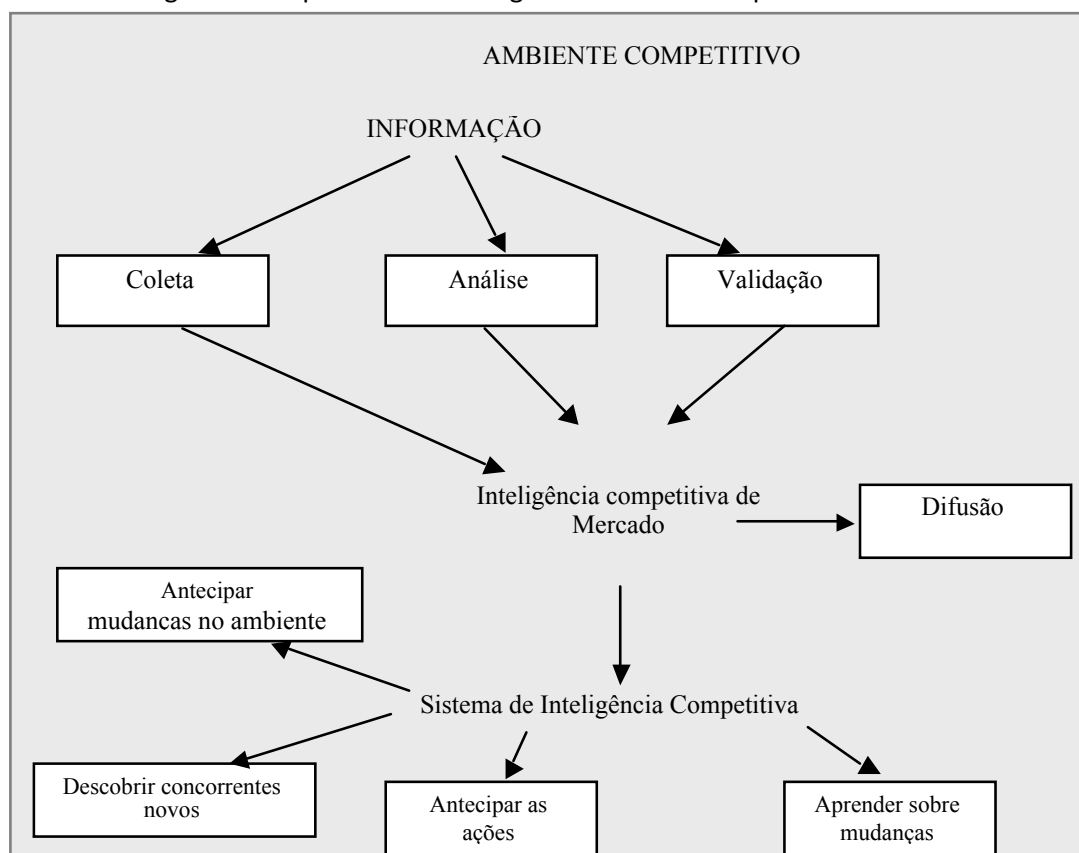 AMBIENTE COMPETITIVO
INFORMAÇÃO
Coleta
Análise
Validação
Inteligência competitiva de
Mercado
Difusão
Antecipar
mudancas no ambiente
Sistema de Inteligência Competitiva
Descobrir concorrentes
novos
Antecipar as
ações
Aprender sobre
mudanças